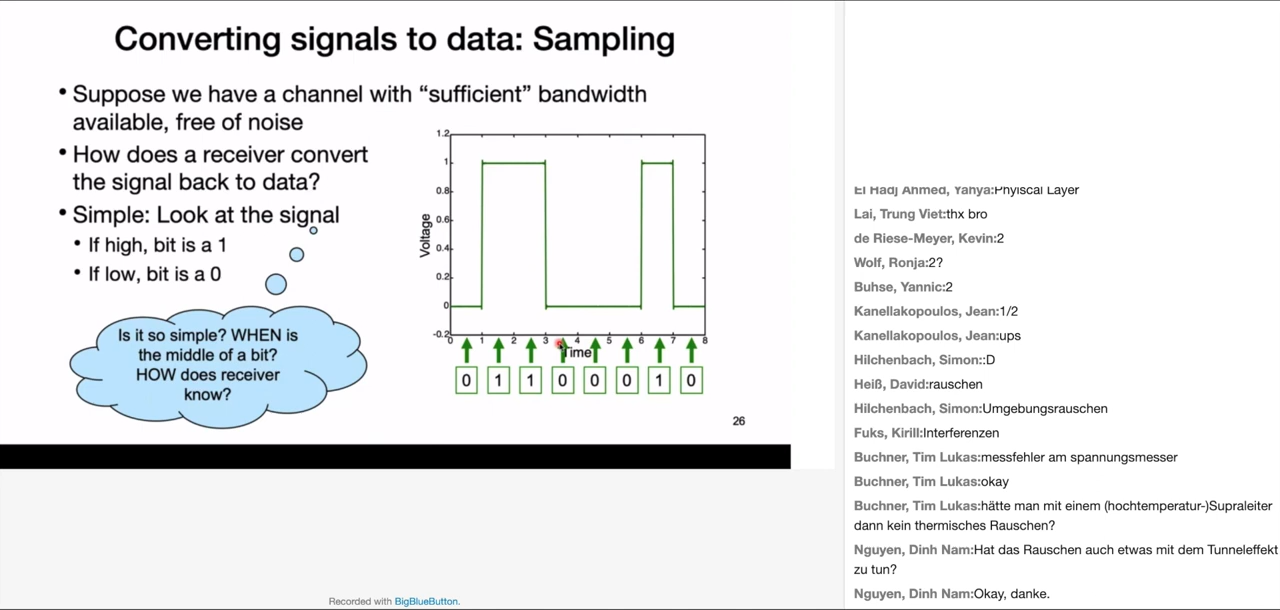 Converting signals to data: Sampling
• Suppose we have a channel with “sufficient” bandwidth
available, free of noise
• How does a receiver convert
the signal back to data?
• Simple: Look at the signal
• If high, bit is a 1
• If low, bit is a 0
Is it so simple? WHEN is
the middle of a bit?
HOW does receiver
know?
1.2
1
0.8
0.6
0.4
0.2
0
-0.2
Voltage
0 1 2 3 4 5 6 7 8
Time
0 1 1 0 0 0 1 0
26
Recorded with BigBlueButton.
El Hadj Ahmed, Yahya:Phyiscal Layer
Lai, Trung Viet:thx bro
de Riese-Meyer, Kevin:2
Wolf, Ronja:2?
Buhse, Yannic:2
Kanellakopoulos, Jean:1/2
Kanellakopoulos, Jean:ups
Hilchenbach, Simon::D
Heiß, David:rauschen
Hilchenbach, Simon:Umgebungsrauschen
Fuks, Kirill:Interferenzen
Buchner, Tim Lukas:messfehler am spannungsmesser
Buchner, Tim Lukas:okay
Buchner, Tim Lukas:hätte man mit einem (hochtemperatur-)Supraleiter
dann kein thermisches Rauschen?
Nguyen, Dinh Nam:Hat das Rauschen auch etwas mit dem Tunneleffekt
zu tun?
Nguyen, Dinh Nam:Okay, danke.